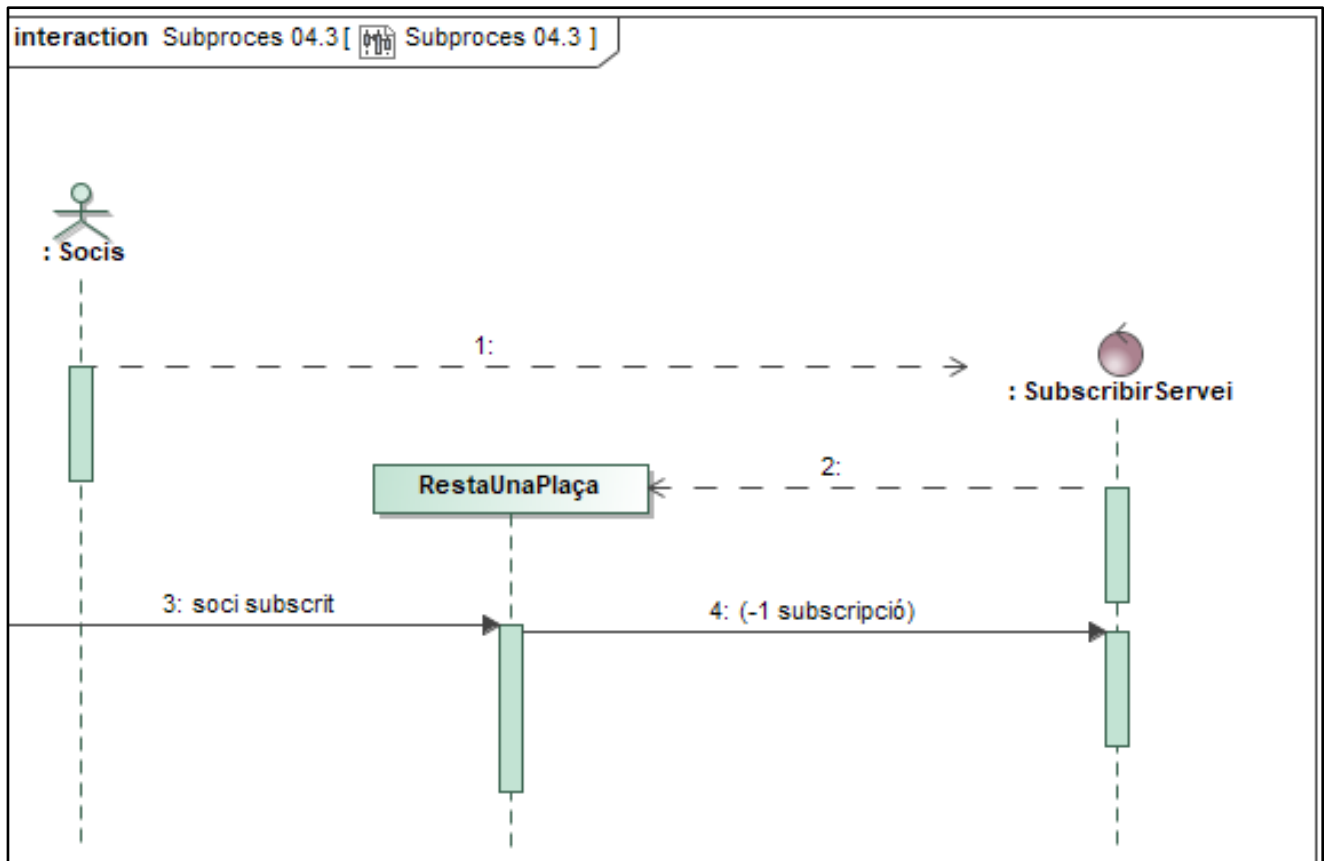 interaction Subproces 04.3 [ Subproces 04.3 ]
: Socis
1:
: SubscribirServei
2:
RestaUnaPlaça
3: soci subscrit
4: (-1 subscripció)